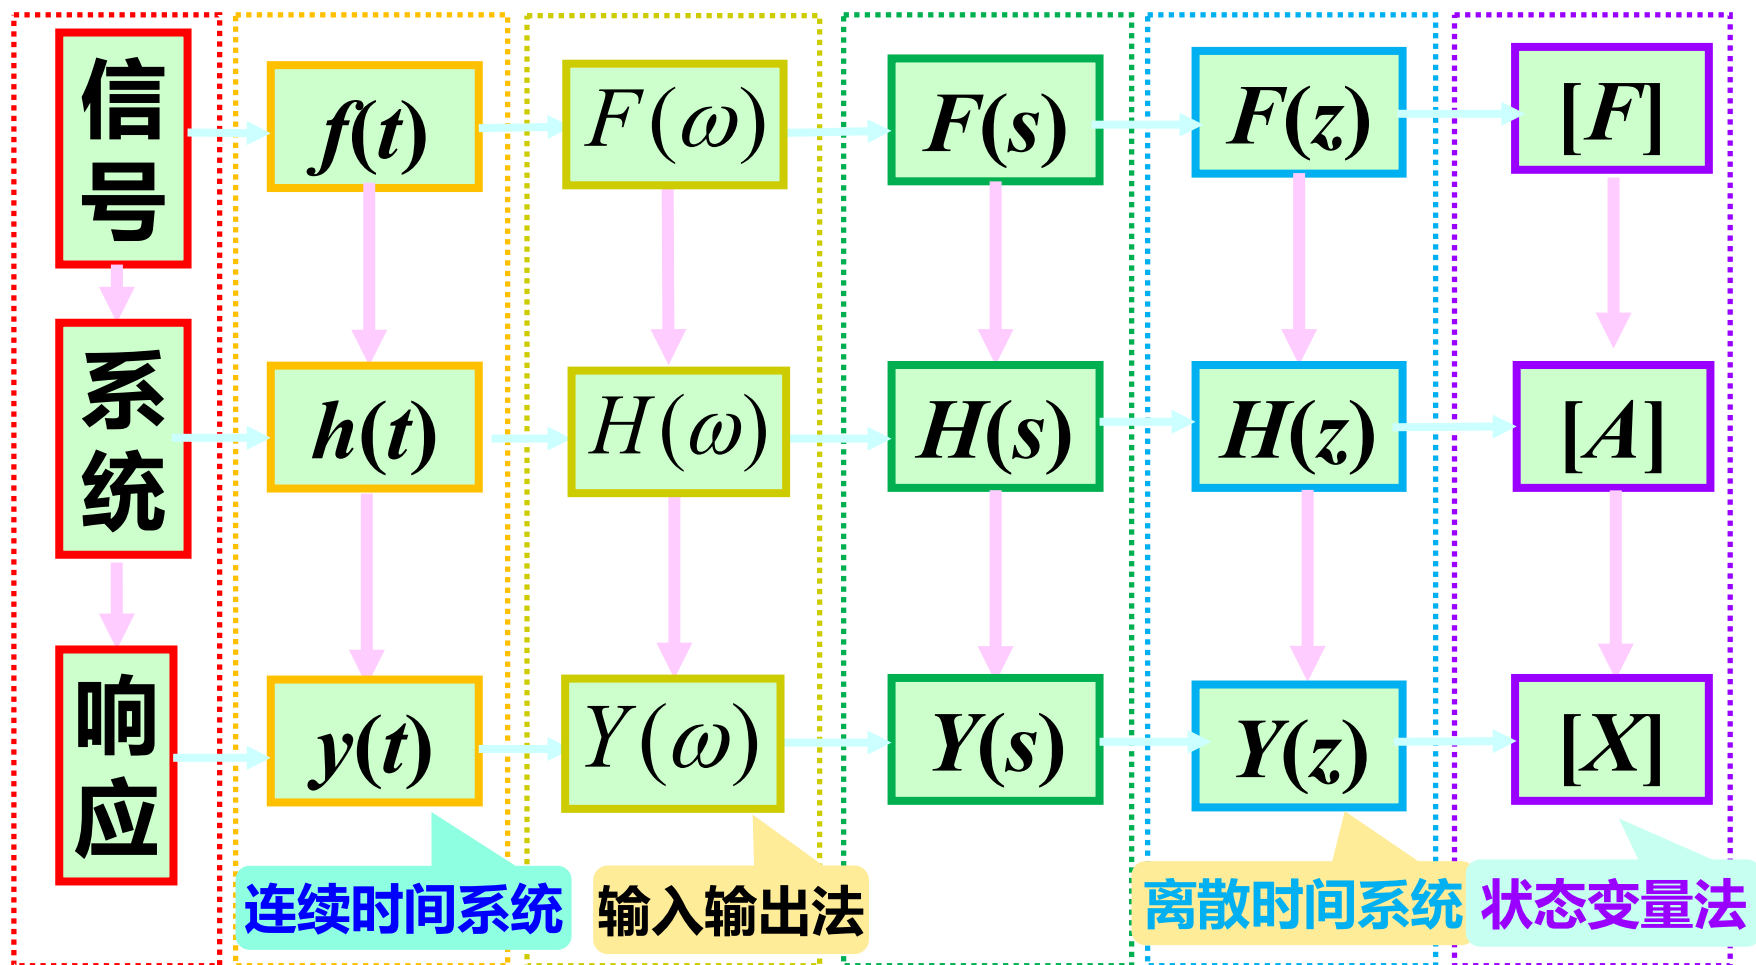 信号
f(t)
F(ω)
F(s)
F(z)
[F]
系统
h(t)
H(ω)
H(s)
H(z)
[A]
响应
y(t)
Y(ω)
Y(s)
Y(z)
[X]
连续时间系统
输入输出法
离散时间系统
状态变量法